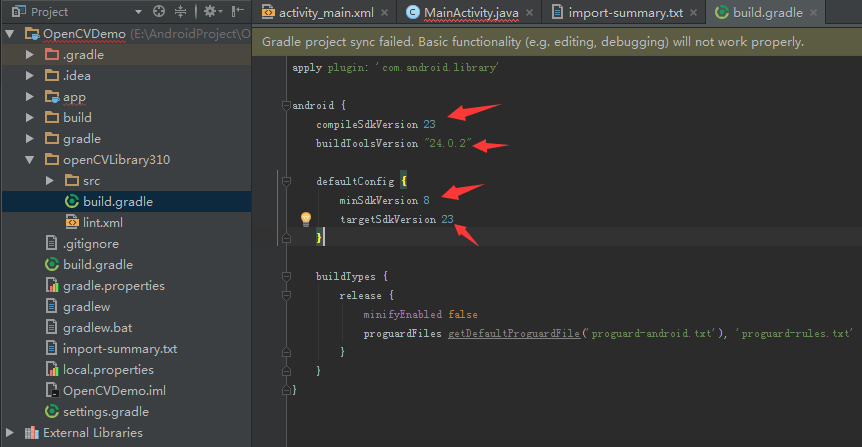 Project
activity_main.xml
MainActivity.java
import-summary.txt
build.gradle
OpenCVDemo (E:\AndroidProject\O
.gradle
.idea
app
build
gradle
openCVLibrary310
src
build.gradle
lint.xml
.gitignore
build.gradle
gradle.properties
gradlew
gradlew.bat
import-summary.txt
local.properties
OpenCVDemo.iml
settings.gradle
External Libraries
Gradle project sync failed. Basic functionality (e.g. editing, debugging) will not work properly.
apply plugin: 'com.android.library'
android {
compileSdkVersion 23
buildToolsVersion "24.0.2"
defaultConfig {
minSdkVersion 8
targetSdkVersion 23
}
buildTypes {
release {
minifyEnabled false
proguardFiles getDefaultProguardFile('proguard-android.txt'), 'proguard-rules.txt'
}
}
}